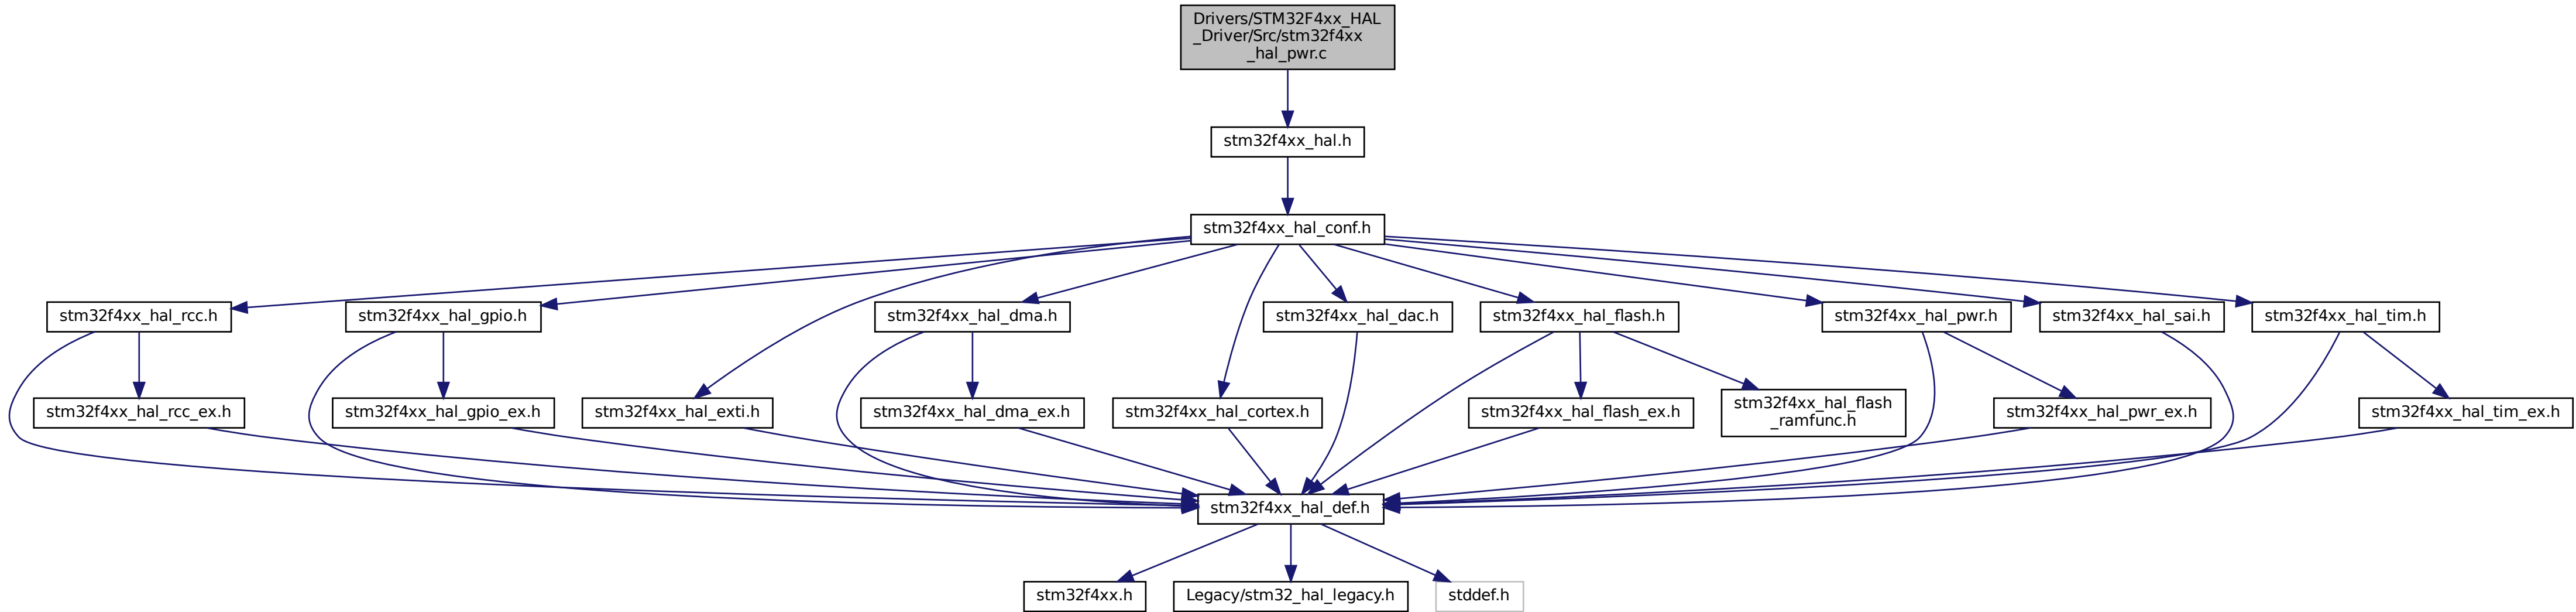 Drivers/STM32F4xx_HAL
_Driver/Src/stm32f4xx
_hal_pwr.c
stm32f4xx_hal.h
stm32f4xx_hal_conf.h
stm32f4xx_hal_rcc.h
stm32f4xx_hal_gpio.h
stm32f4xx_hal_dma.h
stm32f4xx_hal_dac.h
stm32f4xx_hal_flash.h
stm32f4xx_hal_pwr.h
stm32f4xx_hal_sai.h
stm32f4xx_hal_tim.h
stm32f4xx_hal_rcc_ex.h
stm32f4xx_hal_gpio_ex.h
stm32f4xx_hal_exti.h
stm32f4xx_hal_dma_ex.h
stm32f4xx_hal_cortex.h
stm32f4xx_hal_flash_ex.h
stm32f4xx_hal_flash
_ramfunc.h
stm32f4xx_hal_pwr_ex.h
stm32f4xx_hal_tim_ex.h
stm32f4xx_hal_def.h
stm32f4xx.h
Legacy/stm32_hal_legacy.h
stddef.h